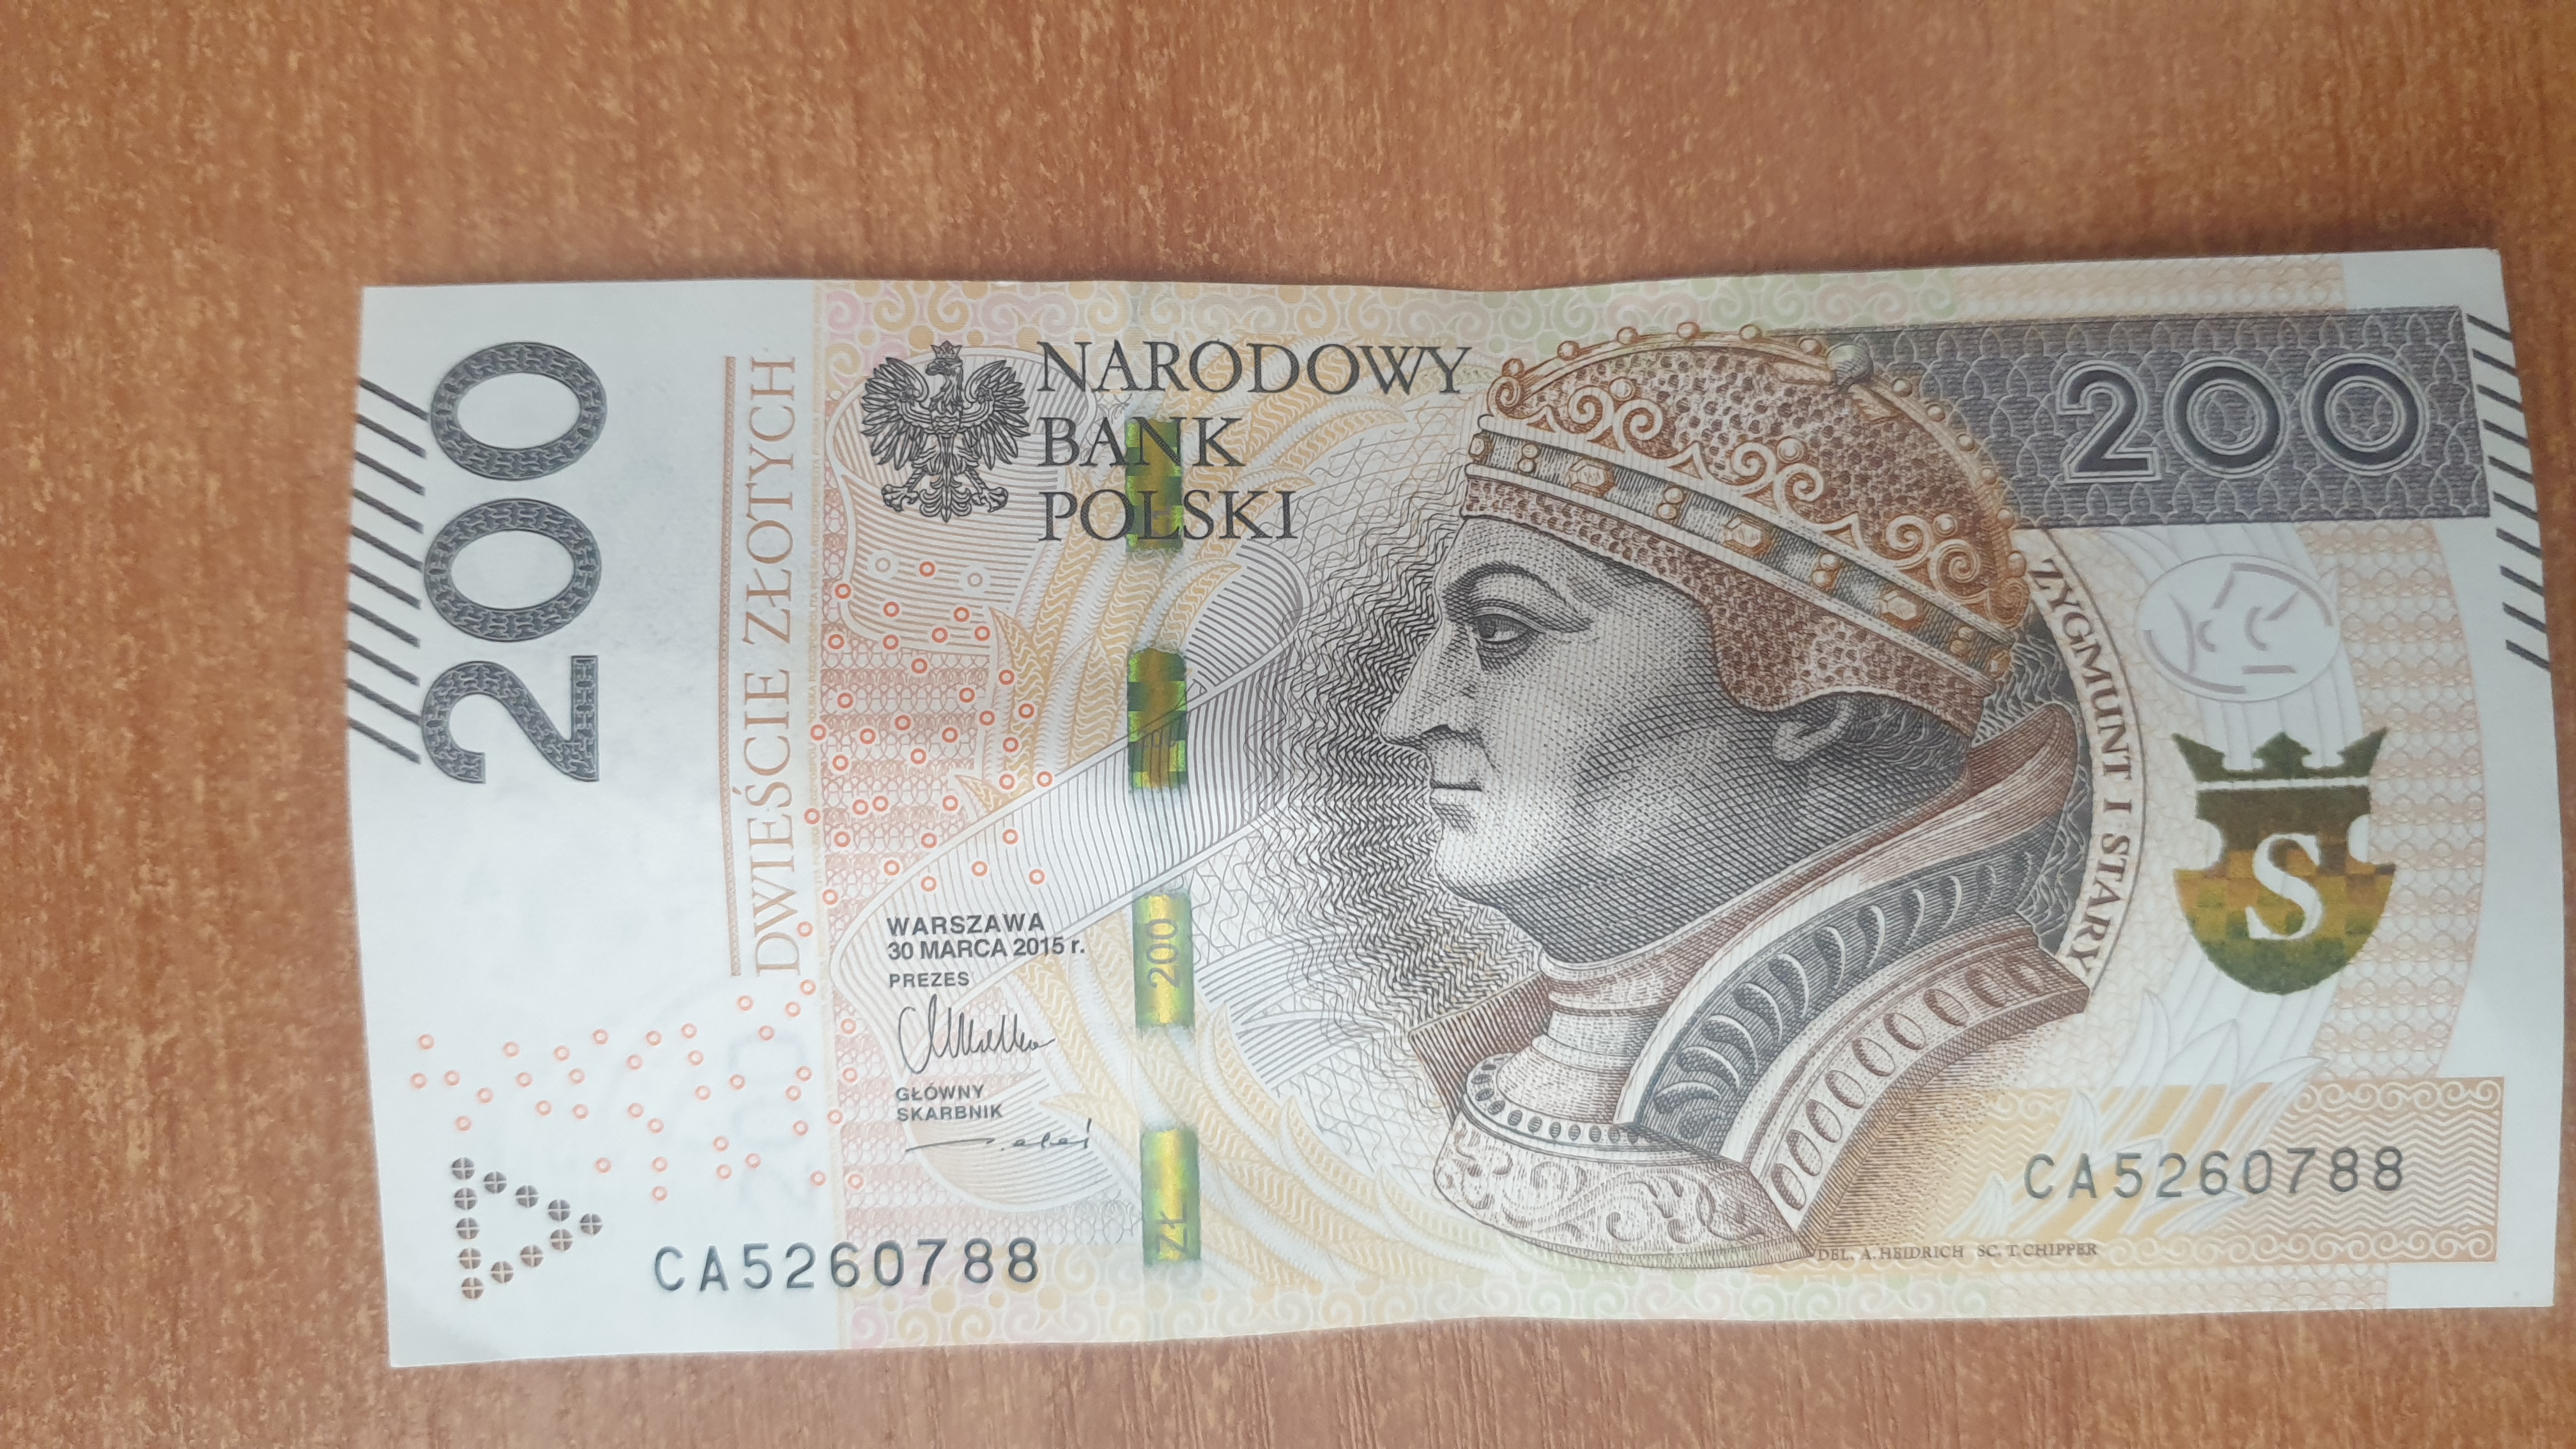 200
DWIEŚCIE ZŁOTYCH
NARODOWY
BANK
POLSKI
WARSZAWA
30 MARCA 2015 r.
PREZES
GŁÓWNY
SKARBNIK
CA5260788
200
ZŁ
ZYGMUNT I STARY
200
S
CA5260788
DEL. A.HEIDRICH SC. T.CHIPPER